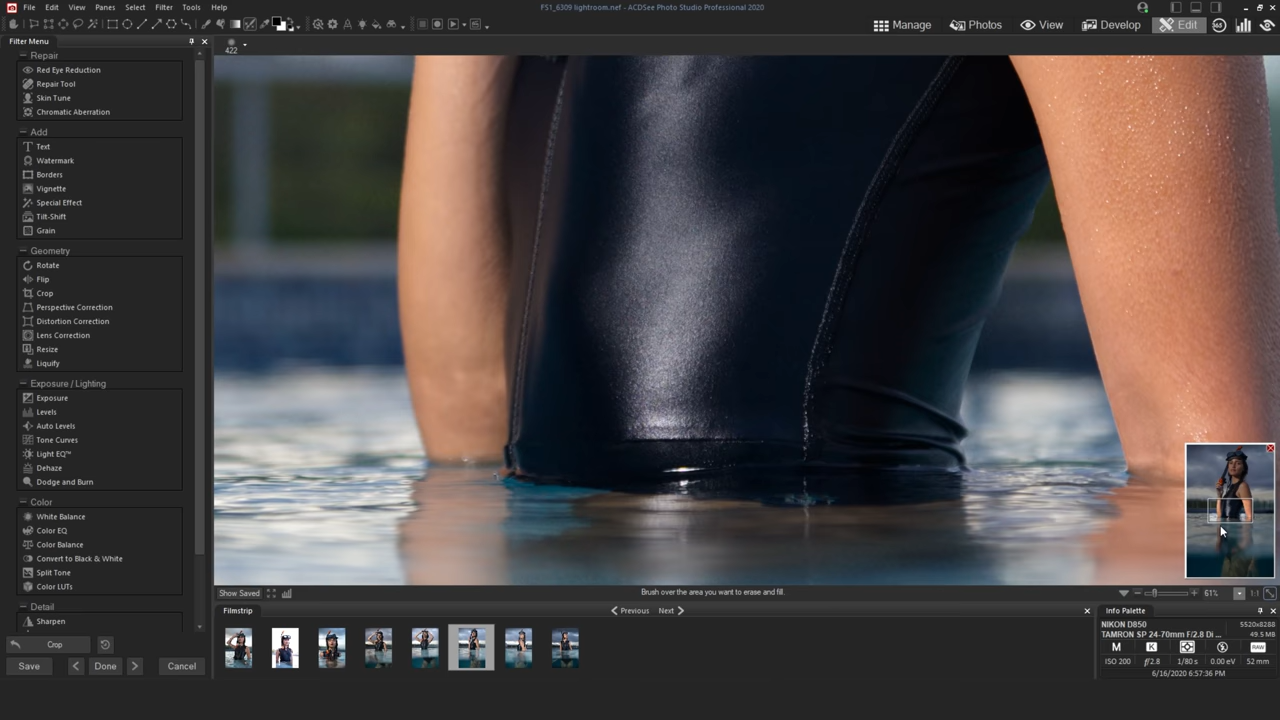 File Edit View Panes Select Filter Tools Help
FS1_6309 lightroom.nef - ACDSee Photo Studio Professional 2020
Manage Photos View Develop Edit 365
Filter Menu
422
Repair
Red Eye Reduction
Repair Tool
Skin Tune
Chromatic Aberration
Add
Text
Watermark
Borders
Vignette
Special Effect
Tilt-Shift
Grain
Geometry
Rotate
Flip
Crop
Perspective Correction
Distortion Correction
Lens Correction
Resize
Liquify
Exposure / Lighting
Exposure
Levels
Auto Levels
Tone Curves
Light EQ™
Dehaze
Dodge and Burn
Color
White Balance
Color EQ
Color Balance
Convert to Black & White
Split Tone
Color LUTs
Detail
Sharpen
Crop
Save Done Cancel
Show Saved
Brush over the area you want to erase and fill.
61% 1:1
Filmstrip
Previous Next
Info Palette
NIKON D850 5520x8288
TAMRON SP 24-70mm F/2.8 Di ... 49.5 MB
M K RAW
ISO 200 f/2.8 1/80 s 0.00 eV 52 mm
6/16/2020 6:57:36 PM